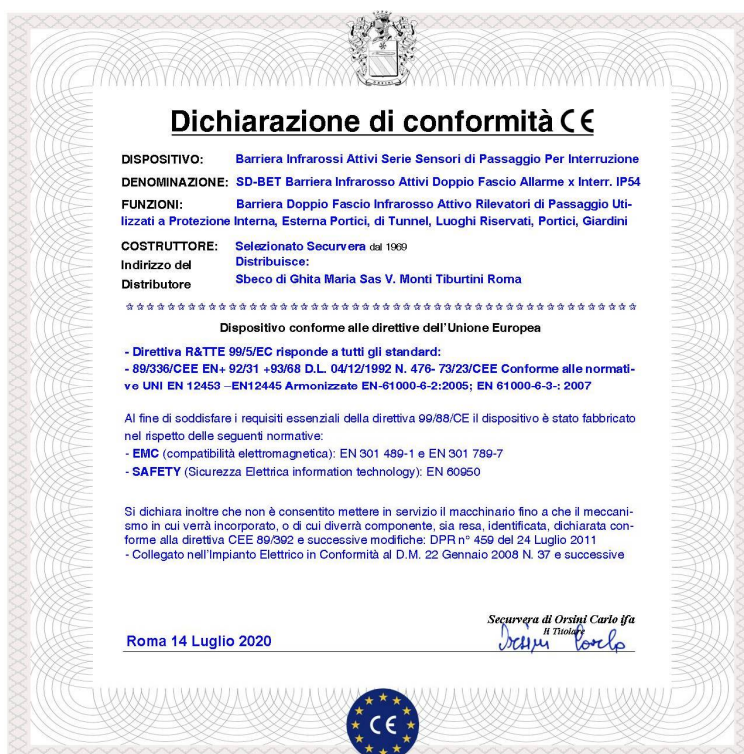 Dichiarazione di conformità CE
DISPOSITIVO: Barriera Infrarossi Attivi Serie Sensori di Passaggio Per Interruzione
DENOMINAZIONE: SD-BET Barriera Infrarosso Attivi Doppio Fascio Allarme x Interr. IP54
FUNZIONI: Barriera Doppio Fascio Infrarosso Attivo Rilevatori di Passaggio Uti-
lizzati a Protezione Interna, Esterna Portici, di Tunnel, Luoghi Riservati, Portici, Giardini
COSTRUTTORE: Selezionato Securvera dal 1969
Indirizzo del Distribuisce:
Distributore Sbeco di Ghita Maria Sas V. Monti Tiburtini Roma
Dispositivo conforme alle direttive dell'Unione Europea
- Direttiva R&TTE 99/5/EC risponde a tutti gli standard:
- 89/336/CEE EN+ 92/31 +93/68 D.L. 04/12/1992 N. 476- 73/23/CEE Conforme alle normati-
ve UNI EN 12453 –EN12445 Armonizzate EN-61000-6-2:2005; EN 61000-6-3-: 2007
Al fine di soddisfare i requisiti essenziali della direttiva 99/88/CE il dispositivo è stato fabbricato
nel rispetto delle seguenti normative:
- EMC (compatibilità elettromagnetica): EN 301 489-1 e EN 301 789-7
- SAFETY (Sicurezza Elettrica information technology): EN 60950
Si dichiara inoltre che non è consentito mettere in servizio il macchinario fino a che il meccani-
smo in cui verrà incorporato, o di cui diverrà componente, sia resa, identificata, dichiarata con-
forme alla direttiva CEE 89/392 e successive modifiche: DPR n° 459 del 24 Luglio 2011
- Collegato nell'Impianto Elettrico in Conformità al D.M. 22 Gennaio 2008 N. 37 e successive
Securvera di Orsini Carlo ifa
Il Titolare
Roma 14 Luglio 2020
Orsini Carlo
CE